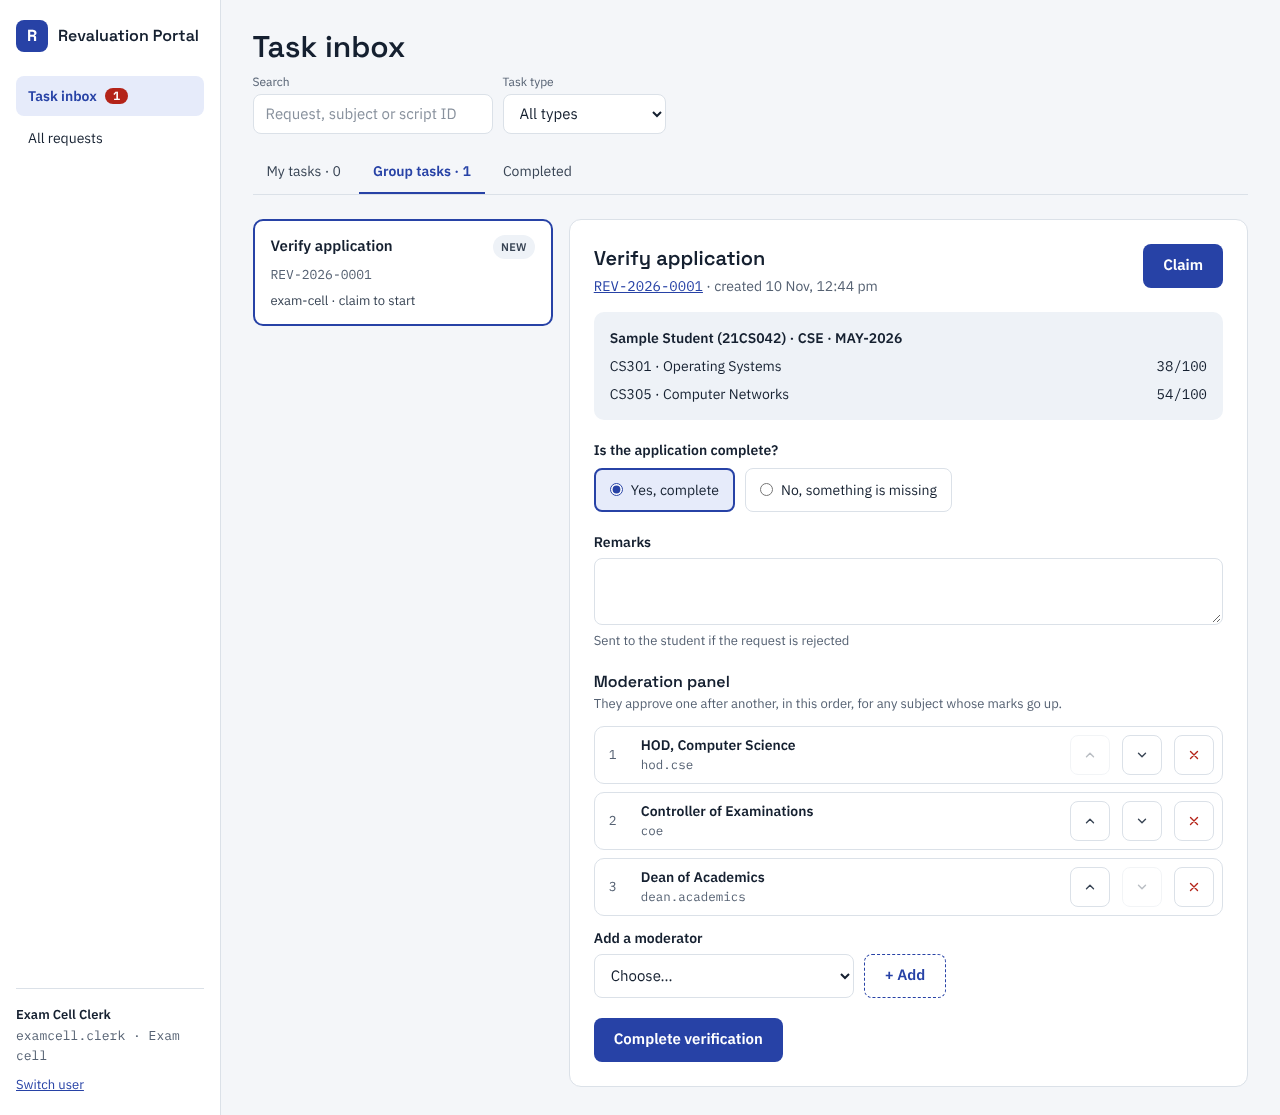 R Revaluation Portal
Task inbox 1
All requests
Exam Cell Clerk
examcell.clerk · Exam
cell
Switch user
Task inbox
Search Task type
Request, subject or script ID All types
My tasks · 0 Group tasks · 1 Completed
Verify application NEW
REV-2026-0001
exam-cell · claim to start
Verify application Claim
REV-2026-0001 · created 10 Nov, 12:44 pm
Sample Student (21CS042) · CSE · MAY-2026
CS301 · Operating Systems 38/100
CS305 · Computer Networks 54/100
Is the application complete?
Yes, complete No, something is missing
Remarks
Sent to the student if the request is rejected
Moderation panel
They approve one after another, in this order, for any subject whose marks go up.
1 HOD, Computer Science
hod.cse
2 Controller of Examinations
coe
3 Dean of Academics
dean.academics
Add a moderator
Choose... + Add
Complete verification